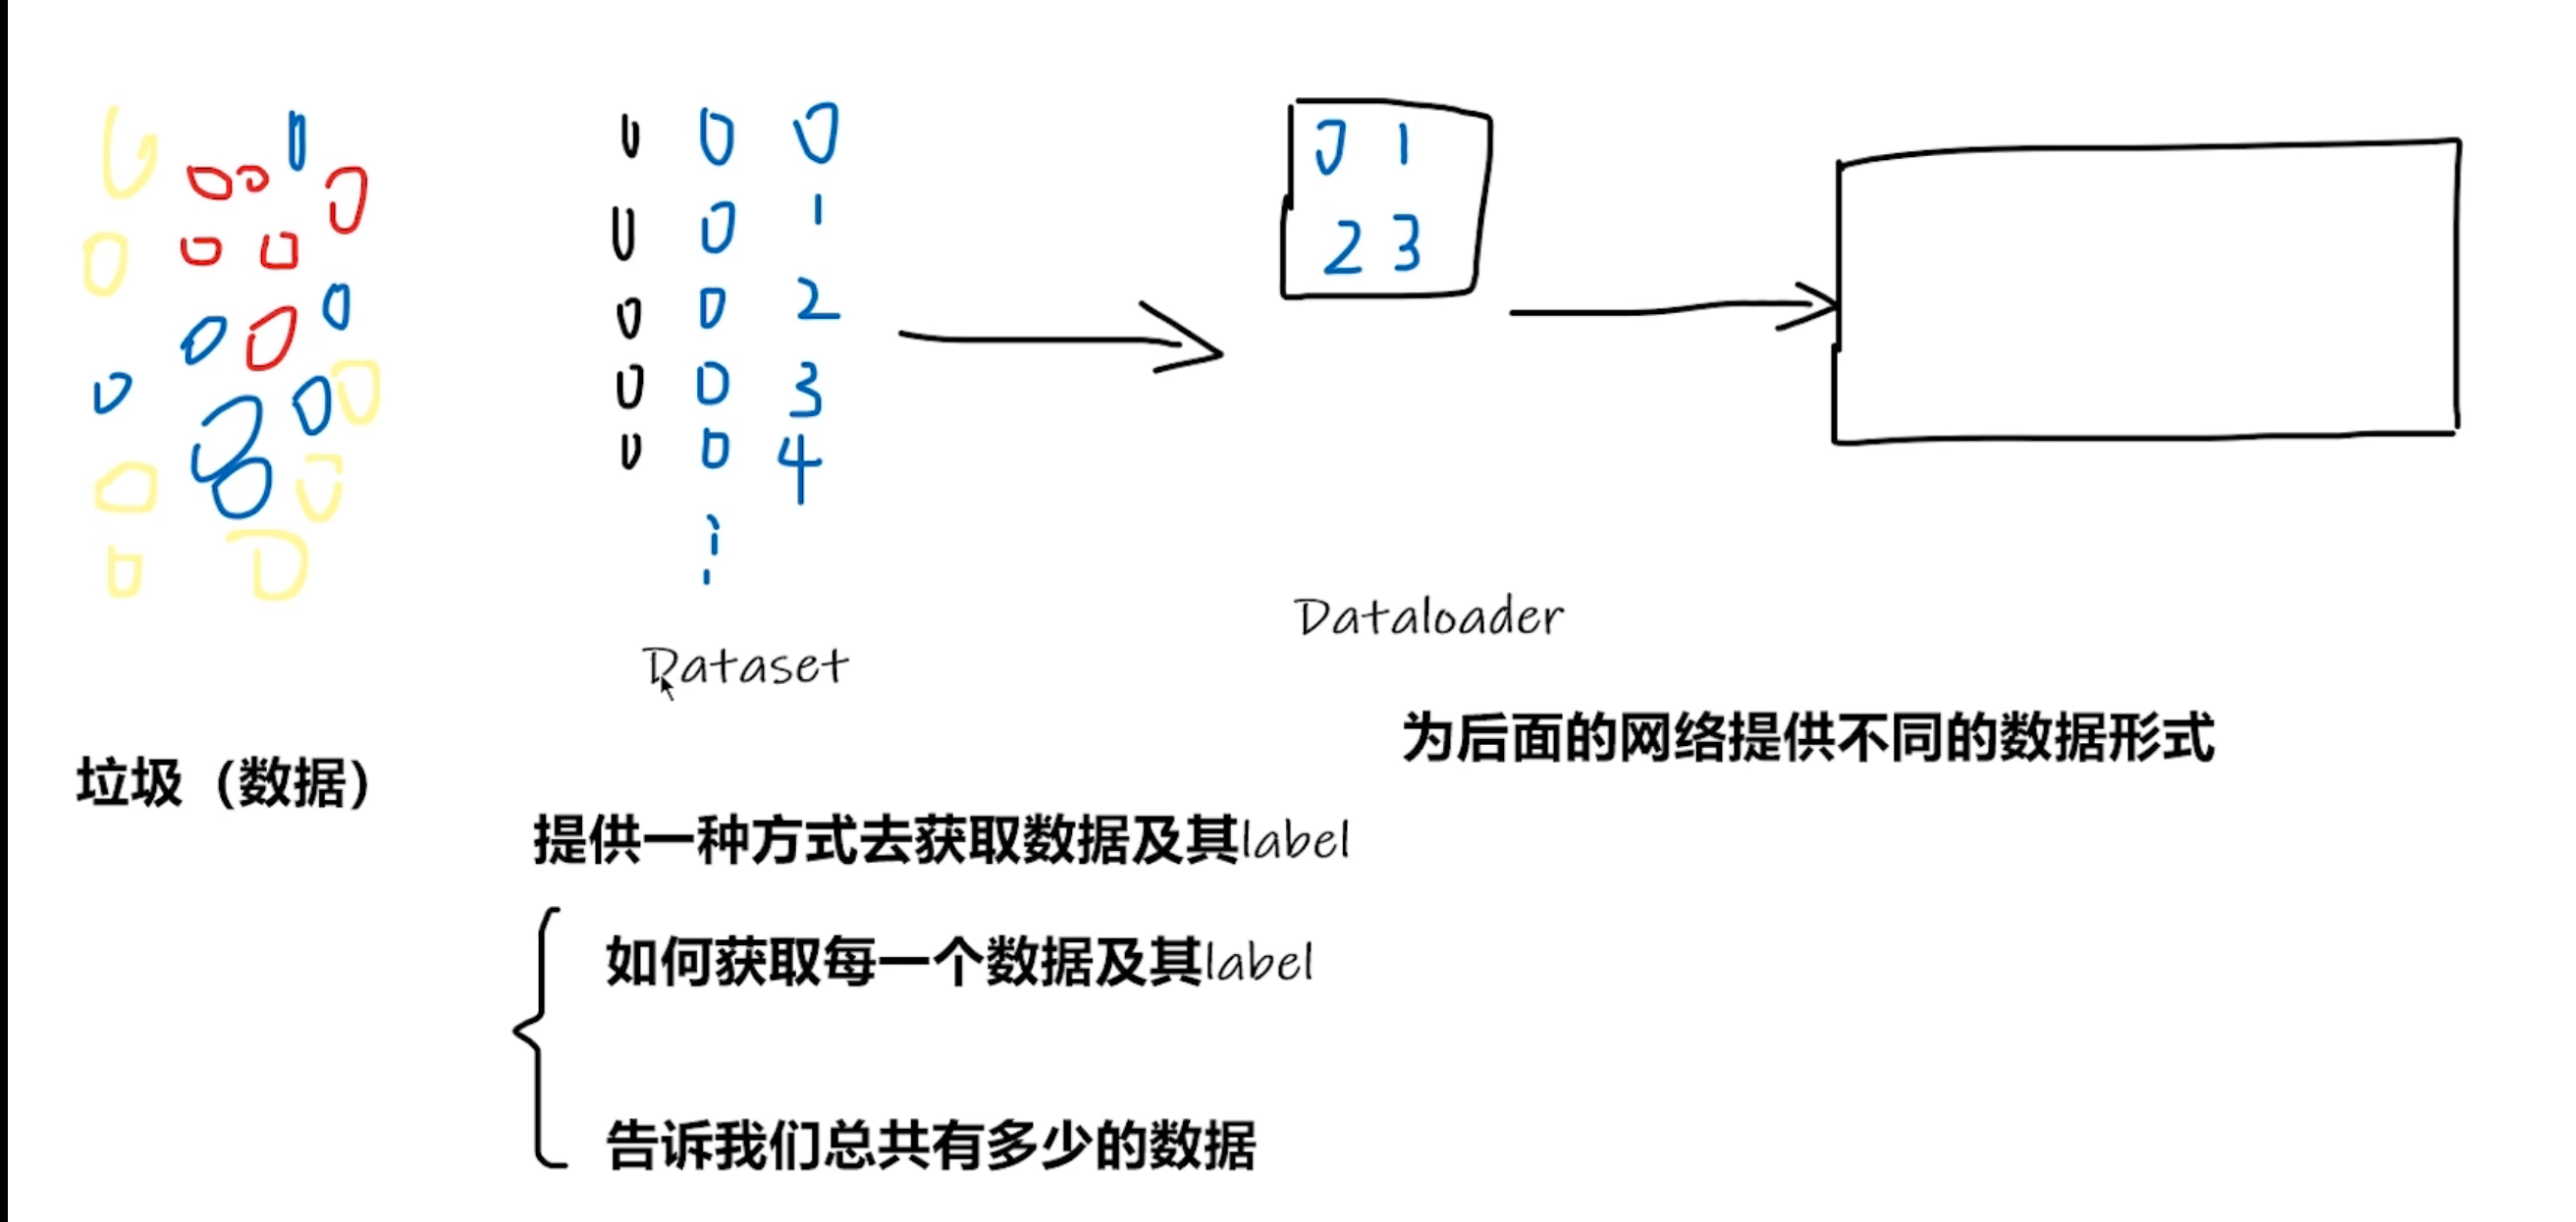 0
1
2
3
4
0 1
2 3
Dataset
Dataloader
垃圾（数据）
为后面的网络提供不同的数据形式
提供一种方式去获取数据及其label
如何获取每一个数据及其label
告诉我们总共有多少的数据